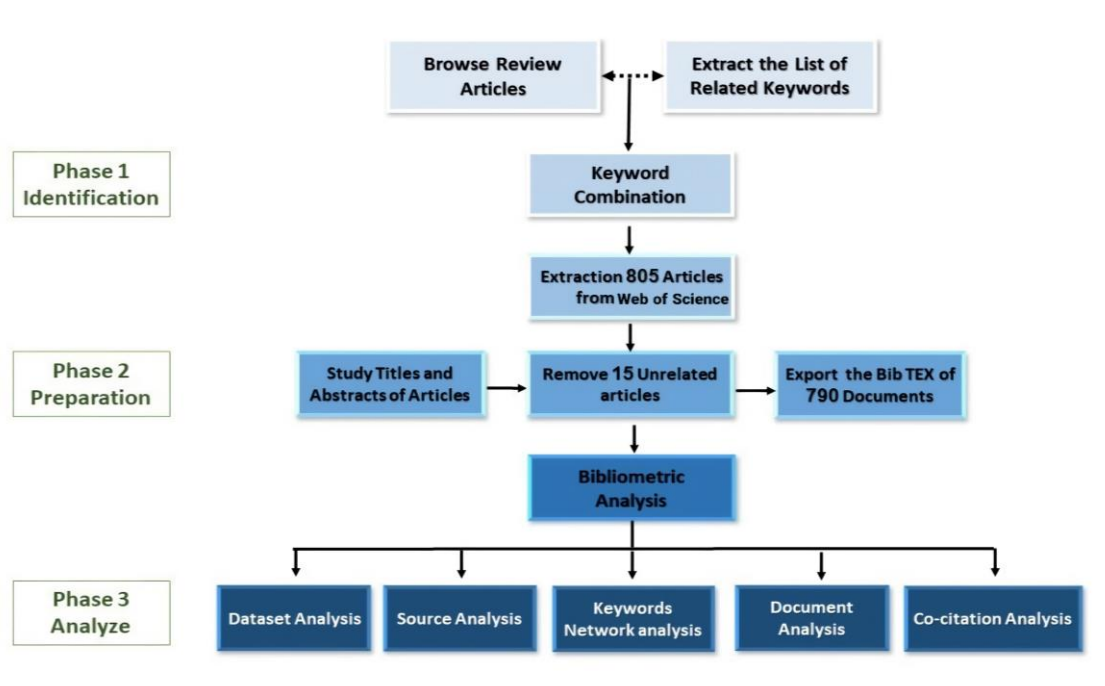 Browse Review
Articles
Extract the List of
Related Keywords
Phase 1
Identification
Keyword
Combination
Extraction 805 Articles
from Web of Science
Phase 2
Preparation
Study Titles and
Abstracts of Articles
Remove 15 Unrelated
articles
Export the Bib TEX of
790 Documents
Bibliometric
Analysis
Phase 3
Analyze
Dataset Analysis
Source Analysis
Keywords
Network analysis
Document
Analysis
Co-citation Analysis